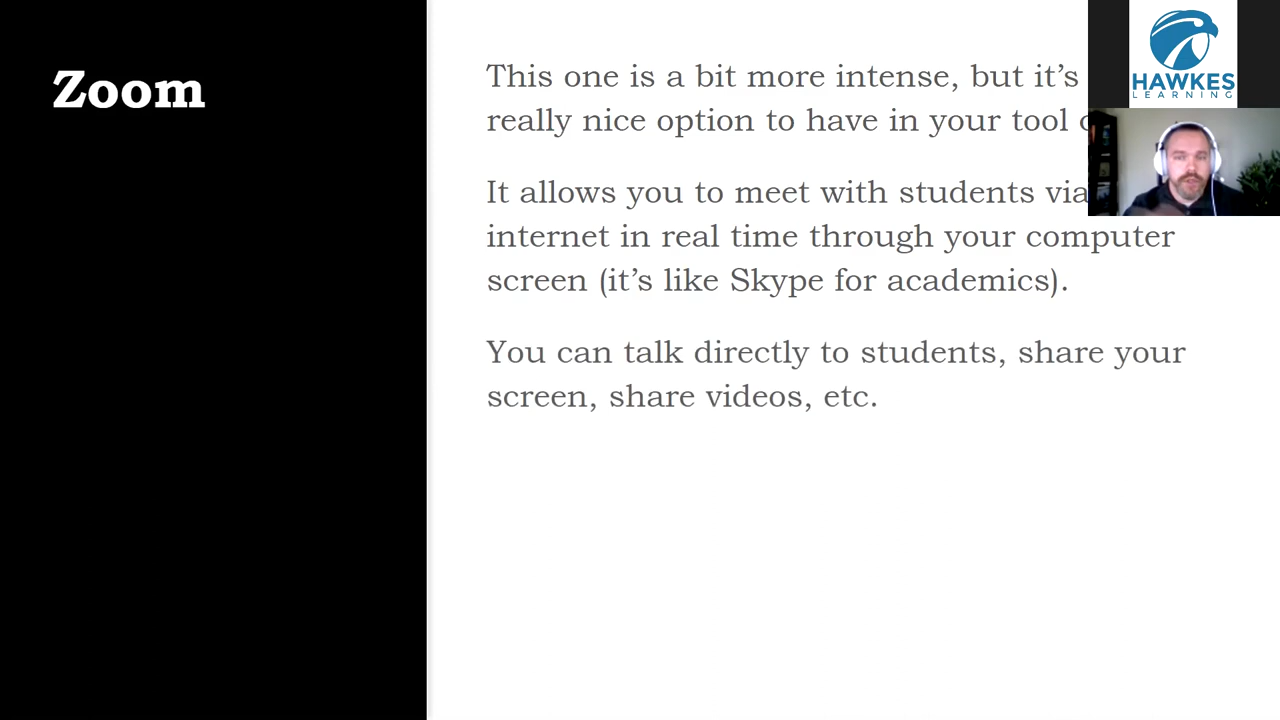 Zoom
This one is a bit more intense, but it’s
really nice option to have in your tool
It allows you to meet with students via
internet in real time through your computer
screen (it’s like Skype for academics).
You can talk directly to students, share your
screen, share videos, etc.
HAWKES
LEARNING